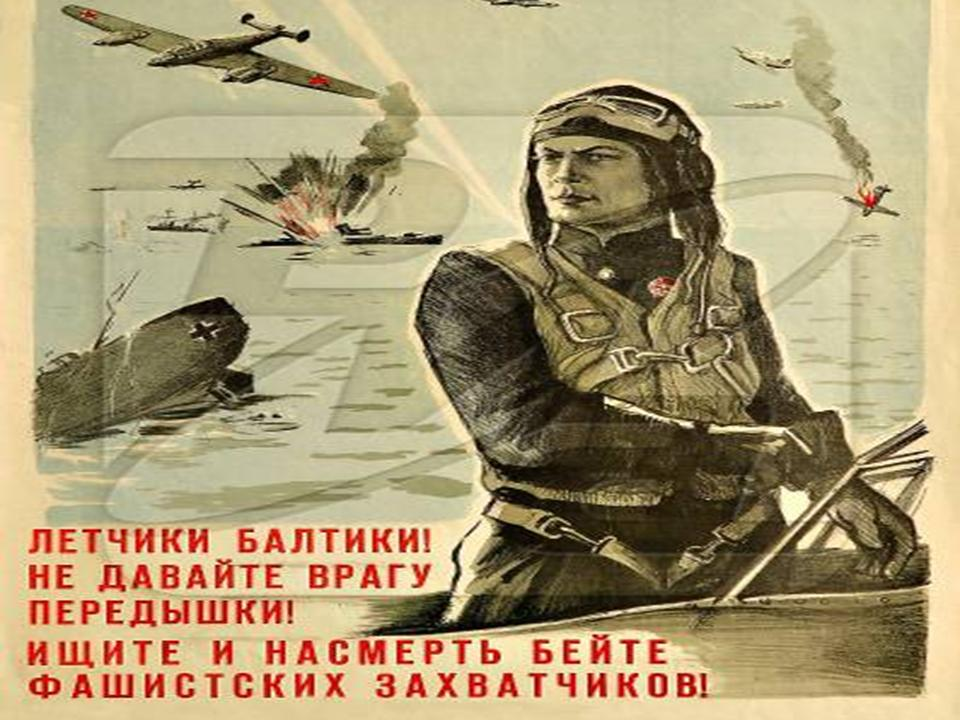 ЛЕТЧИКИ БАЛТИКИ!
НЕ ДАВАЙТЕ ВРАГУ
ПЕРЕДЫШКИ!
ИЩИТЕ И НАСМЕРТЬ БЕЙТЕ
ФАШИСТСКИХ ЗАХВАТЧИКОВ!